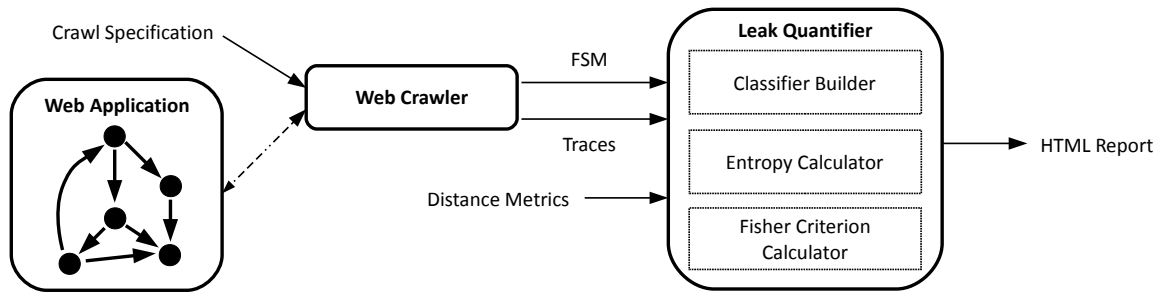 Crawl Specification
Web Application
Web Crawler
FSM
Traces
Distance Metrics
Leak Quantifier
Classifier Builder
Entropy Calculator
Fisher Criterion
Calculator
HTML Report